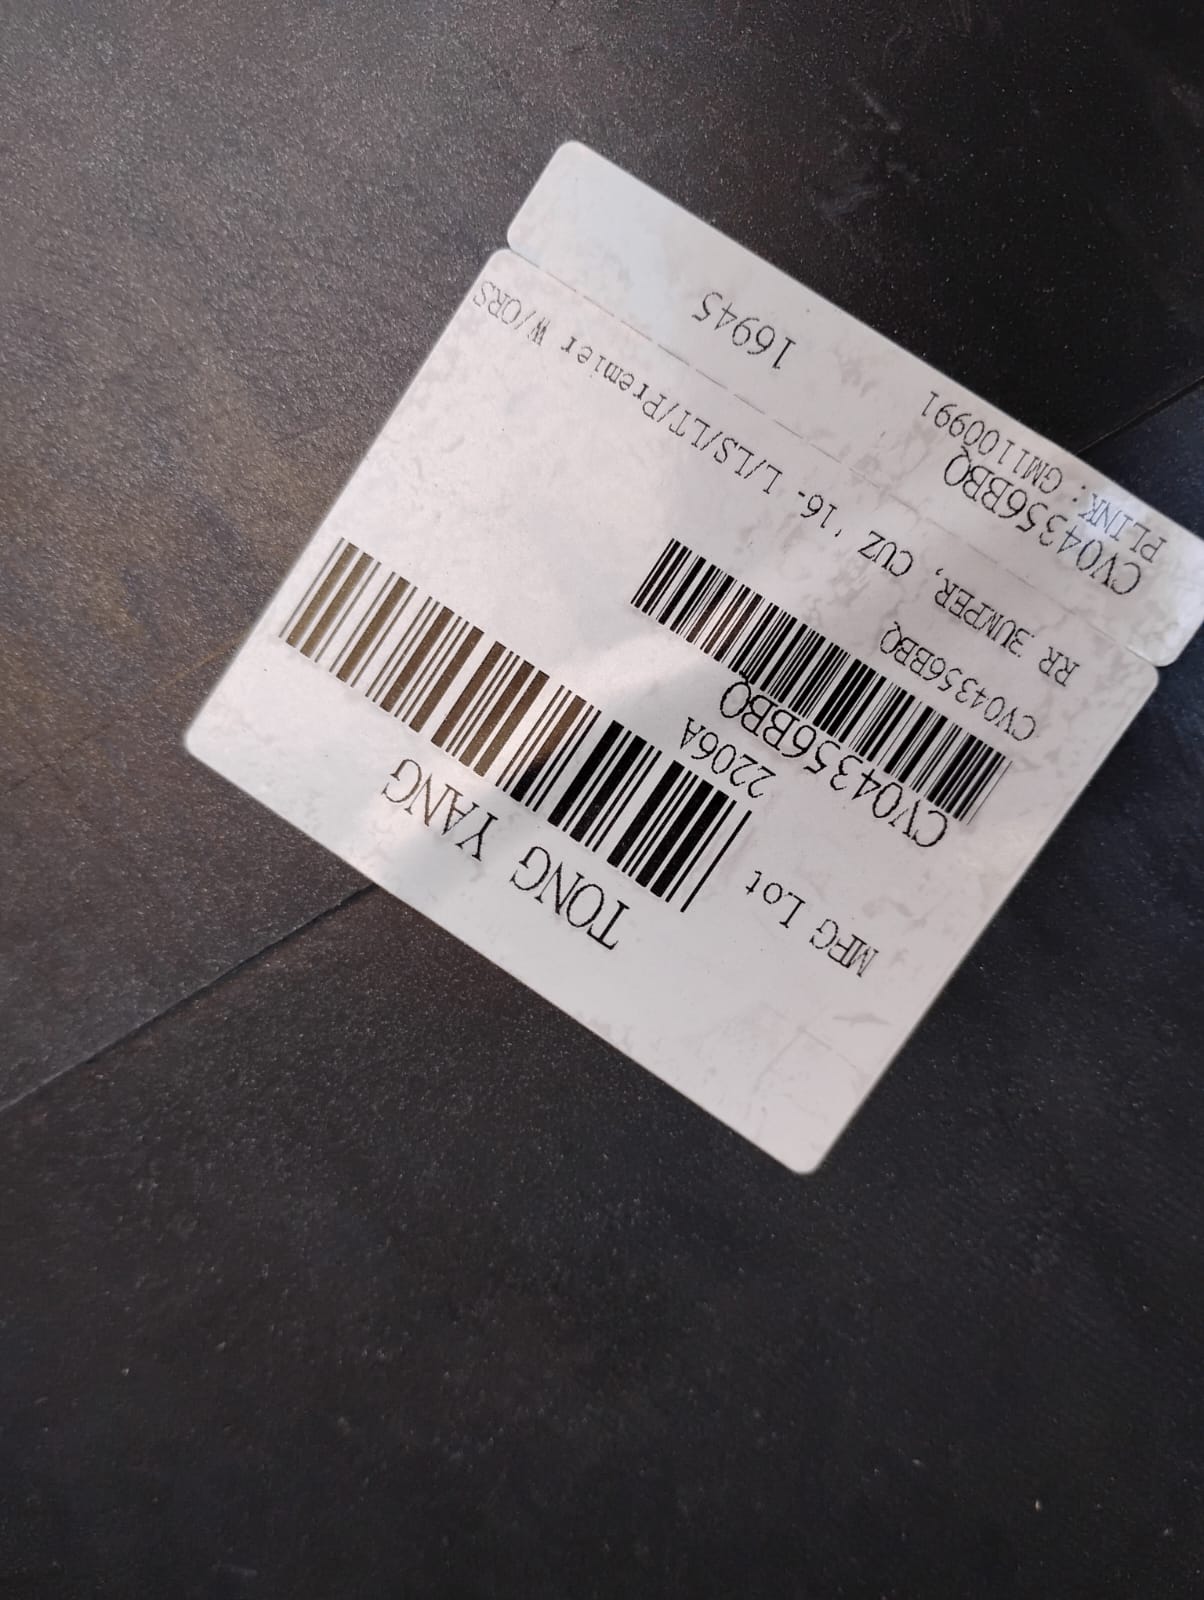 TONG YANG
MFG Lot
2206A
CV04356BBQ
CV04356BBQ
RR BUMPER, CUZ '16- L/LS/LT/Premier W/ORS
CV04356BBQ 16945
PLINK: GM1100991